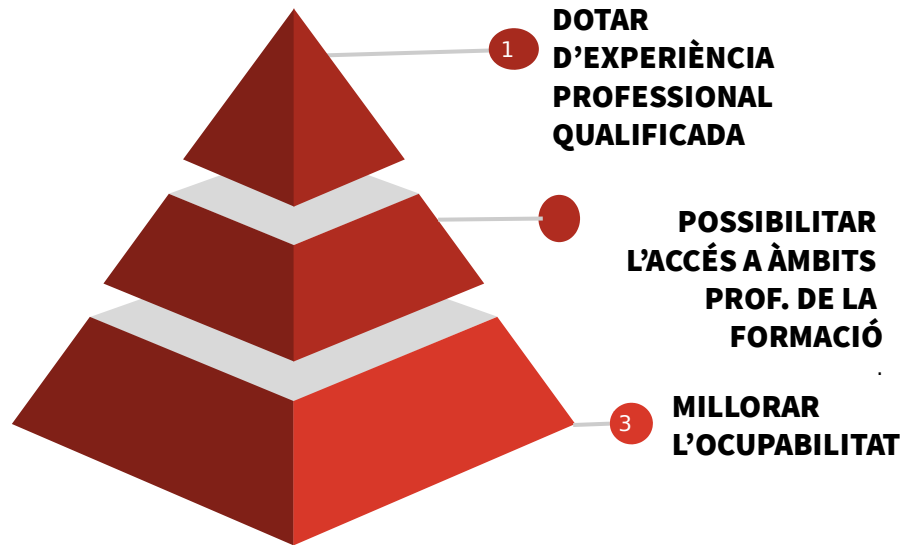 1
DOTAR
D’EXPERIÈNCIA
PROFESSIONAL
QUALIFICADA
POSSIBILITAR
L’ACCÉS A ÀMBITS
PROF. DE LA
FORMACIÓ
.
3
MILLORAR
L’OCUPABILITAT